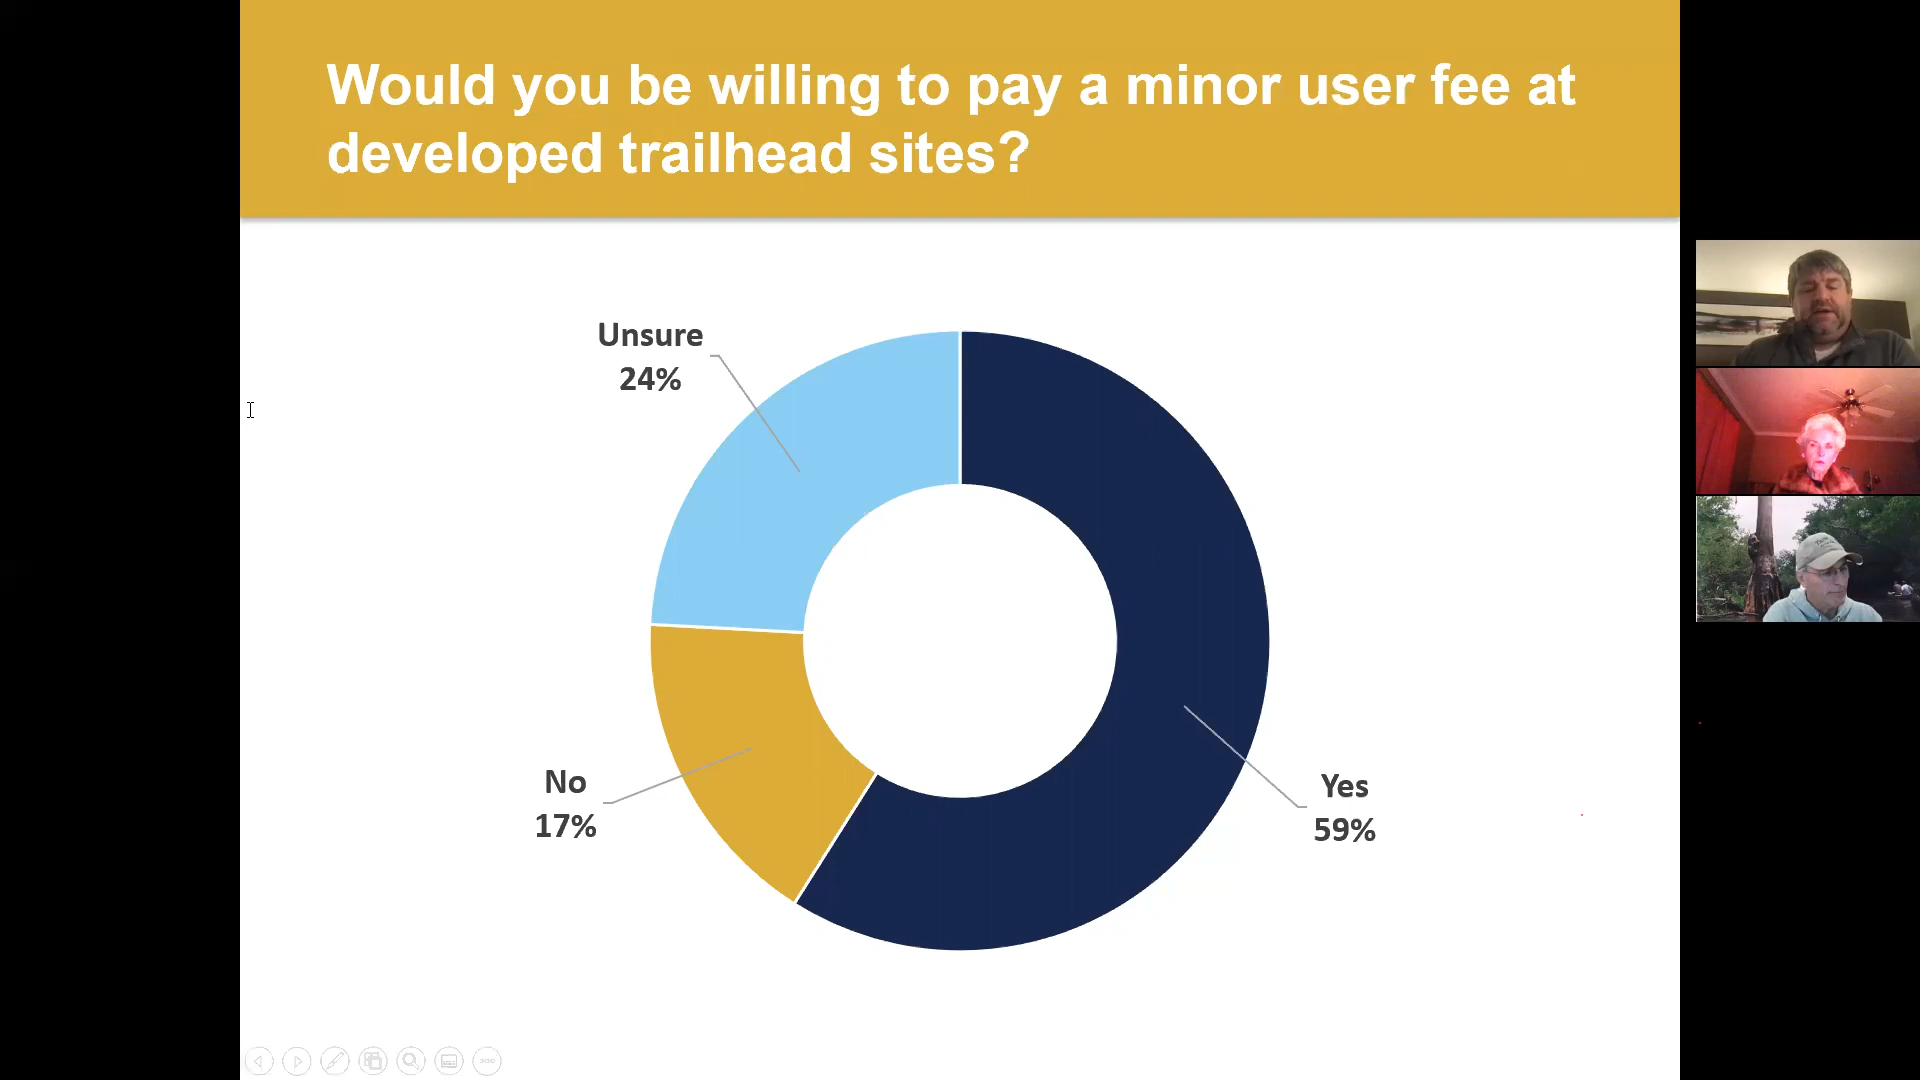 Would you be willing to pay a minor user fee at
developed trailhead sites?
Unsure
24%
No
17%
Yes
59%